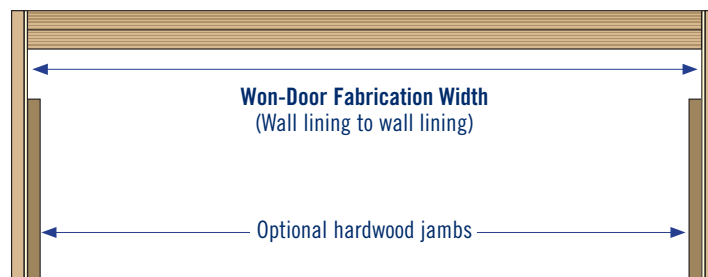 Won-Door Fabrication Width
(Wall lining to wall lining)
Optional hardwood jambs